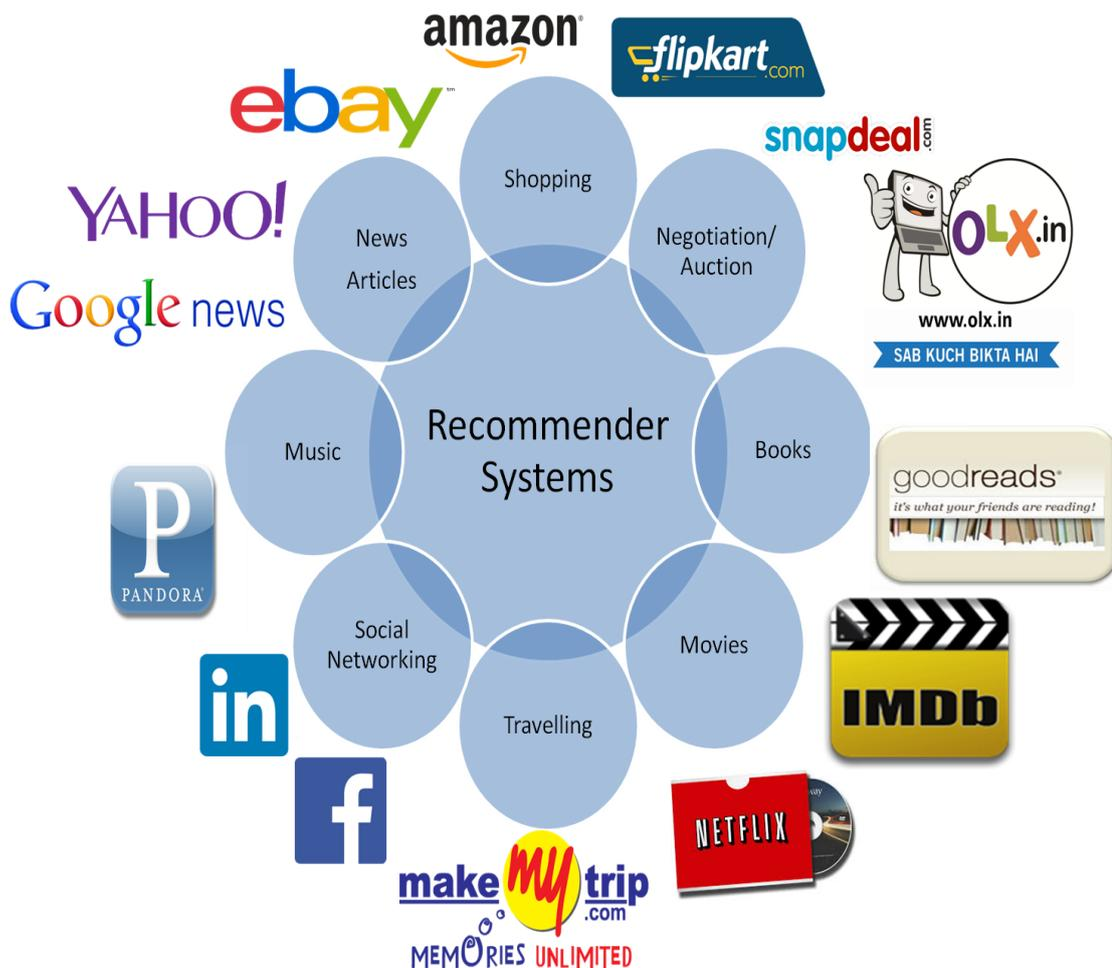 amazon®
flipkart.com
ebay™
snapdeal.com
Shopping
YAHOO!
News
Articles
Negotiation/
Auction
OLX.in
Google news
www.olx.in
SAB KUCH BIKTA HAI
Recommender
Systems
Music
Books
goodreads®
it's what your friends are reading!
P
PANDORA®
Social
Networking
Movies
IMDb
in
Travelling
f
NETFLIX
make my trip
.com
MEMORIES UNLIMITED